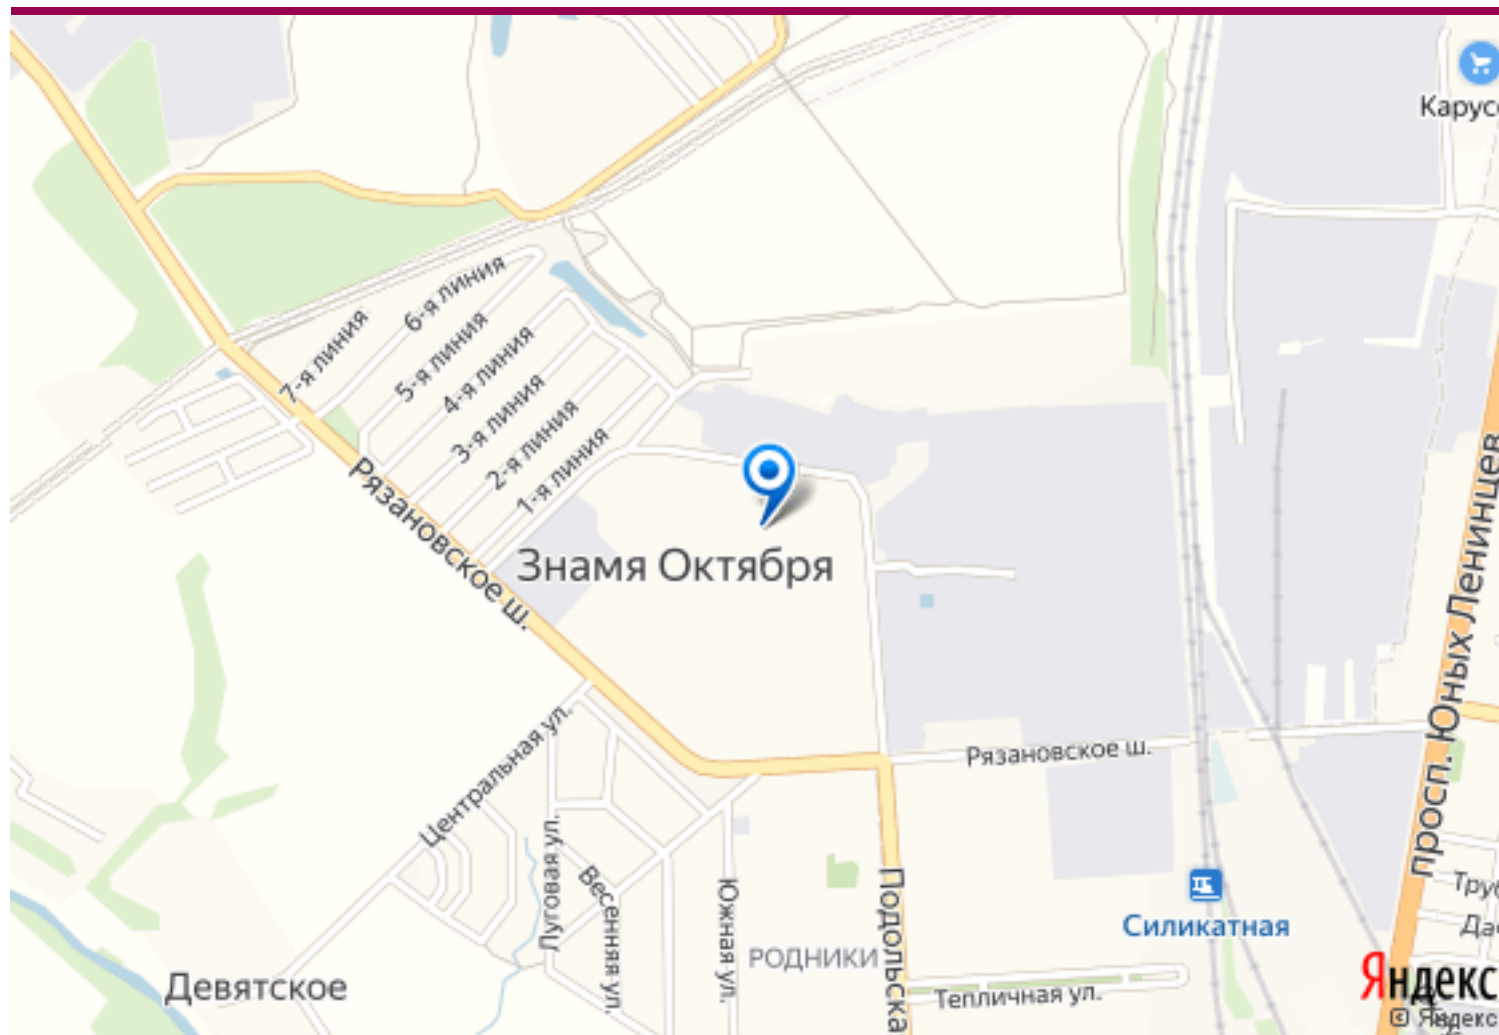 Карус
7-я линия
6-я линия
5-я линия
4-я линия
3-я линия
2-я линия
1-я линия
Рязановское ш.
Знамя Октября
просп. Юных Ленинцев
Рязановское ш.
Центральная ул.
Луговая ул.
Весенняя ул.
Южная ул.
РОДНИКИ
Подольска
Силикатная
Труб
Да
Девятское
Тепличная ул.
Яндекс
© Яндекс